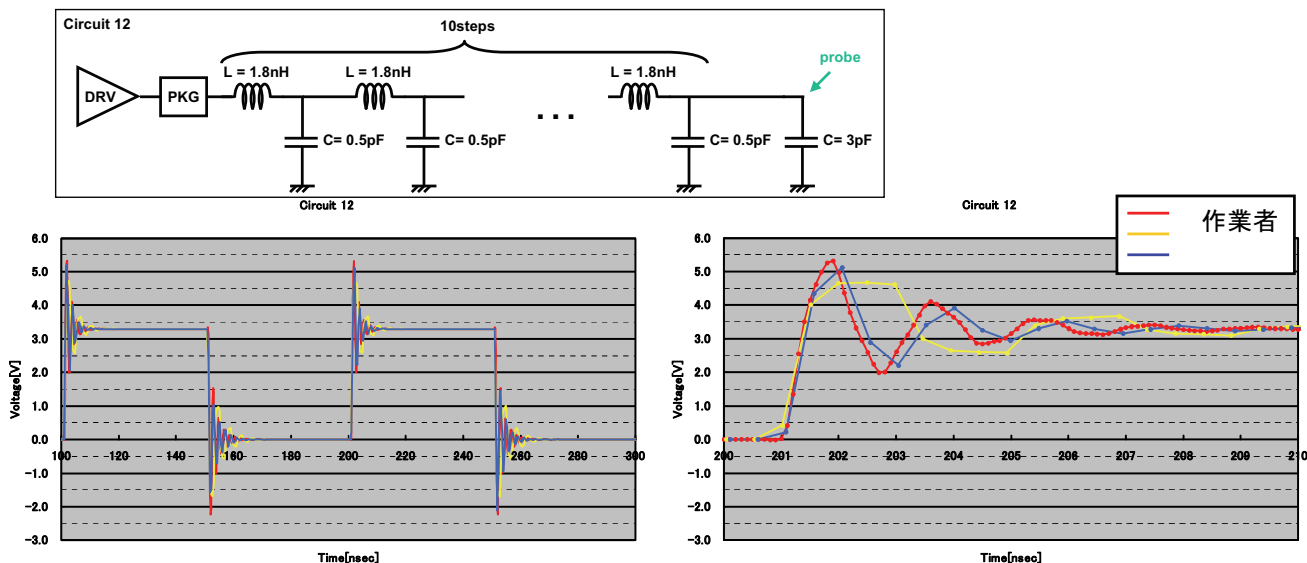 Circuit 12
10steps
L = 1.8nH
L = 1.8nH
L = 1.8nH
probe
DRV
PKG
. . .
C= 0.5pF
C= 0.5pF
C= 0.5pF
C= 3pF
Circuit 12
6.0
5.0
4.0
3.0
2.0
1.0
0.0
-1.0
-2.0
-3.0
Voltage[V]
100
120
140
160
180
200
220
240
260
280
300
Time[nsec]
Circuit 12
作業者
6.0
5.0
4.0
3.0
2.0
1.0
0.0
-1.0
-2.0
-3.0
Voltage[V]
200
201
202
203
204
205
206
207
208
209
210
Time[nsec]